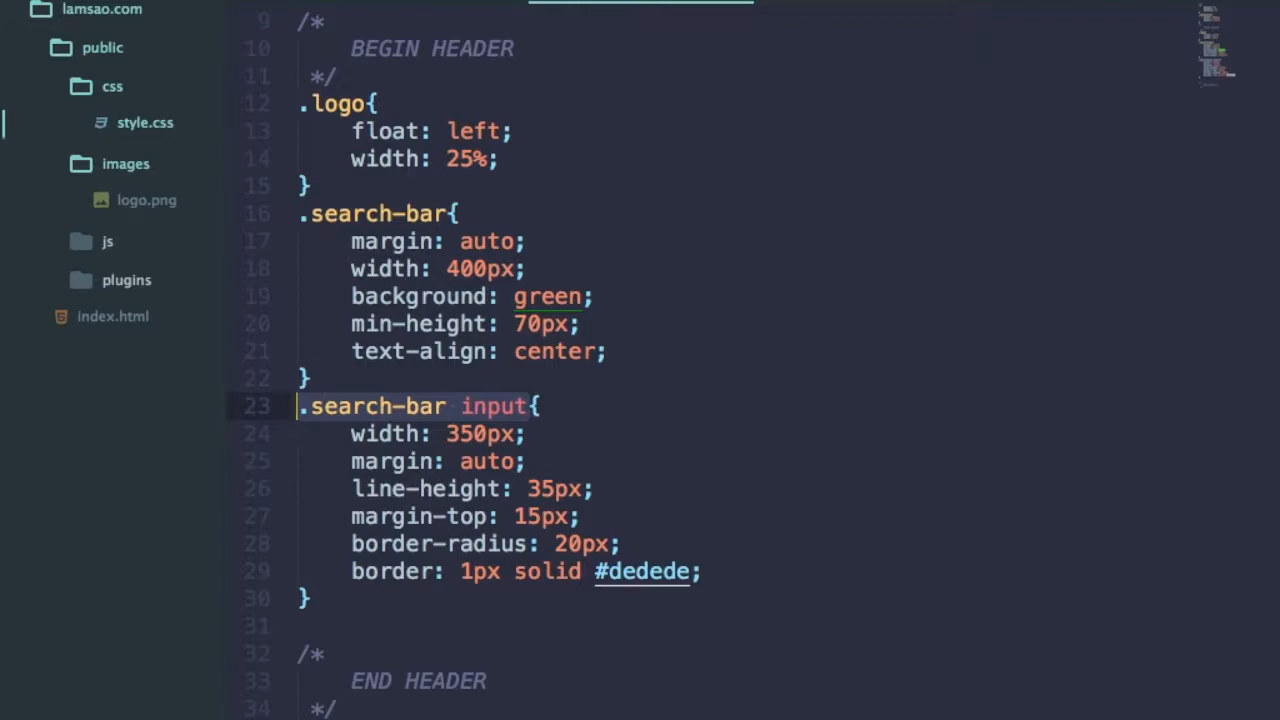 lamsao.com
public
css
style.css
images
logo.png
js
plugins
index.html
9 /*
10 BEGIN HEADER
11 */
12 .logo{
13 float: left;
14 width: 25%;
15 }
16 .search-bar{
17 margin: auto;
18 width: 400px;
19 background: green;
20 min-height: 70px;
21 text-align: center;
22 }
23 .search-bar input{
24 width: 350px;
25 margin: auto;
26 line-height: 35px;
27 margin-top: 15px;
28 border-radius: 20px;
29 border: 1px solid #dedede;
30 }
31
32 /*
33 END HEADER
34 */